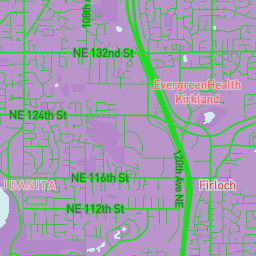 108th
NE 132nd St
EvergreenHealth
Kirkland
NE 124th St
120th Ave NE
NE 116th St
JUANITA
Firloch
NE 112th St